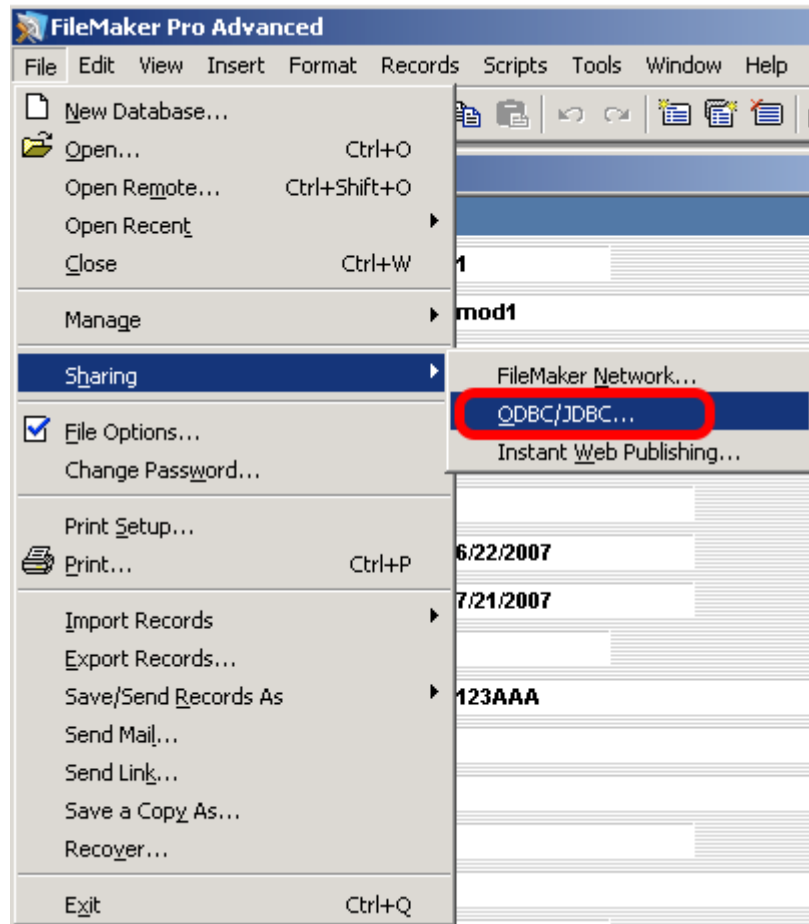 FileMaker Pro Advanced
File Edit View Insert Format Records Scripts Tools Window Help
New Database...
Open... Ctrl+O
Open Remote... Ctrl+Shift+O
Open Recent
Close Ctrl+W
1
Manage
mod1
Sharing
FileMaker Network...
ODBC/JDBC...
Instant Web Publishing...
File Options...
Change Password...
Print Setup...
Print... Ctrl+P
6/22/2007
7/21/2007
Import Records
Export Records...
Save/Send Records As
123AAA
Send Mail...
Send Link...
Save a Copy As...
Recover...
Exit Ctrl+Q